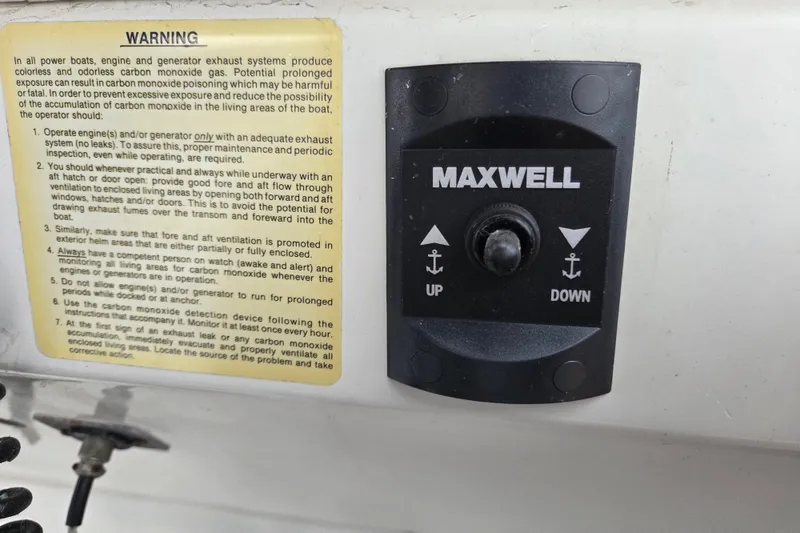 WARNING
In all power boats, engine and generator exhaust systems produce
colorless and odorless carbon monoxide gas. Potential prolonged
exposure can result in carbon monoxide poisoning which may be harmful
or fatal. In order to prevent excessive exposure and reduce the possibility
of the accumulation of carbon monoxide in the living areas of the boat,
the operator should:
1. Operate engine(s) and/or generator only with an adequate exhaust
system (no leaks). To assure this, proper maintenance and periodic
inspection, even while operating, are required.
2. You should whenever practical and always while underway with an
aft hatch or door open: provide good fore and aft flow through
ventilation to enclosed living areas by opening both forward and aft
windows, hatches and/or doors. This is to avoid the potential for
drawing exhaust fumes over the transom and foreward into the
boat.
3. Similarly, make sure that fore and aft ventilation is promoted in
exterior helm areas that are either partially or fully enclosed.
4. Always have a competent person on watch (awake and alert) and
monitoring all living areas for carbon monoxide whenever the
engines or generators are in operation.
5. Do not allow engine(s) and/or generator to run for prolonged
periods while docked or at anchor.
6. Use the carbon monoxide detection device following the
instructions that accompany it. Monitor it at least once every hour.
7. At the first sign of an exhaust leak or any carbon monoxide
accumulation, immediately evacuate and properly ventilate all
enclosed living areas. Locate the source of the problem and take
corrective action.
MAXWELL
UP
DOWN